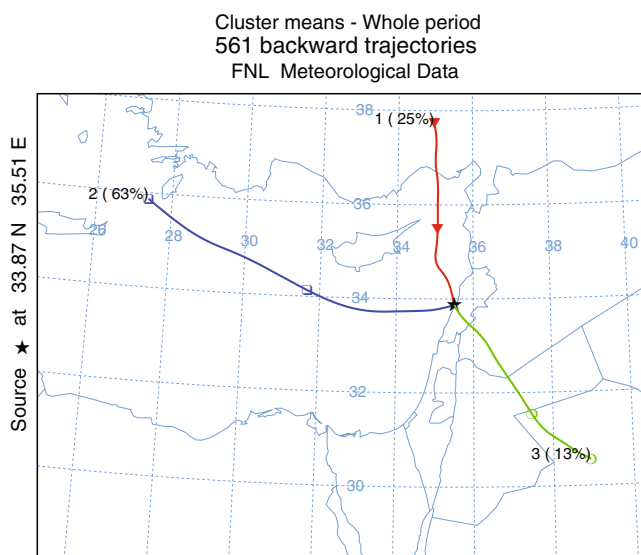 Cluster means - Whole period
561 backward trajectories
FNL Meteorological Data
Source ★ at 33.87 N 35.51 E
38
1 ( 25%)
2 ( 63%)
36
26 28 30 32 34 36 38 40
34
32
3 ( 13%)
30